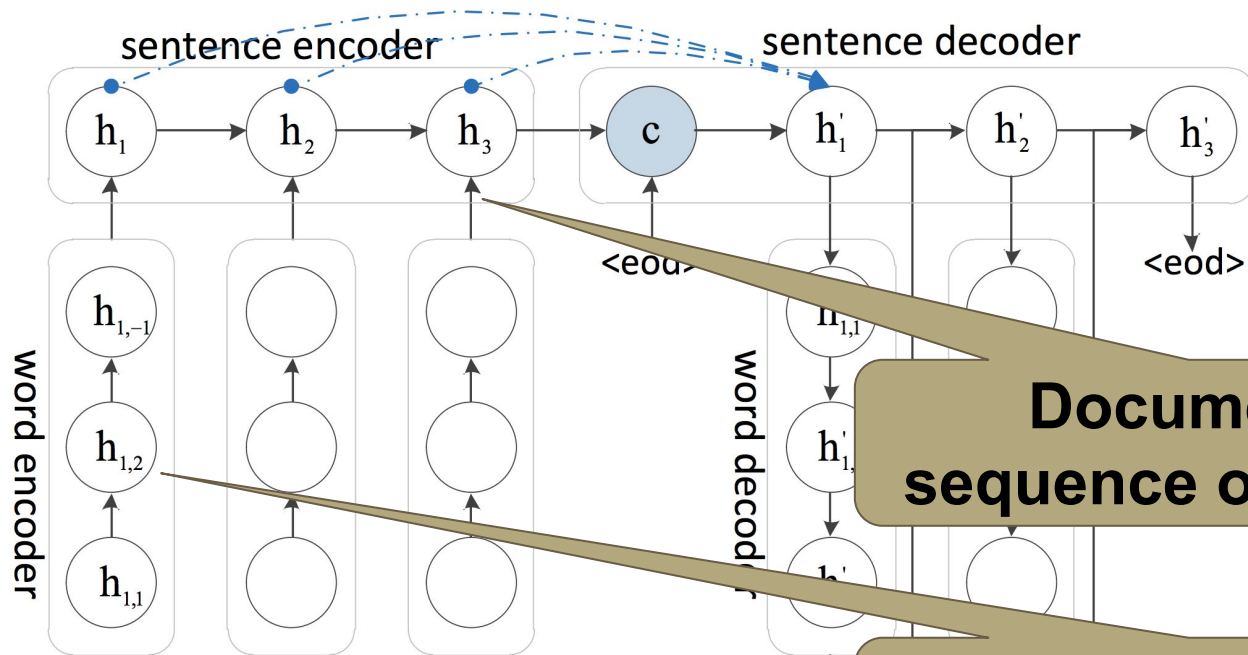 sentence encoder
sentence decoder
h₁ h₂ h₃ c h'₁ h'₂ h'₃
<eod> <eod>
h₁,₋₁
word encoder
h₁,₂
h₁,₁
word decoder
sequence